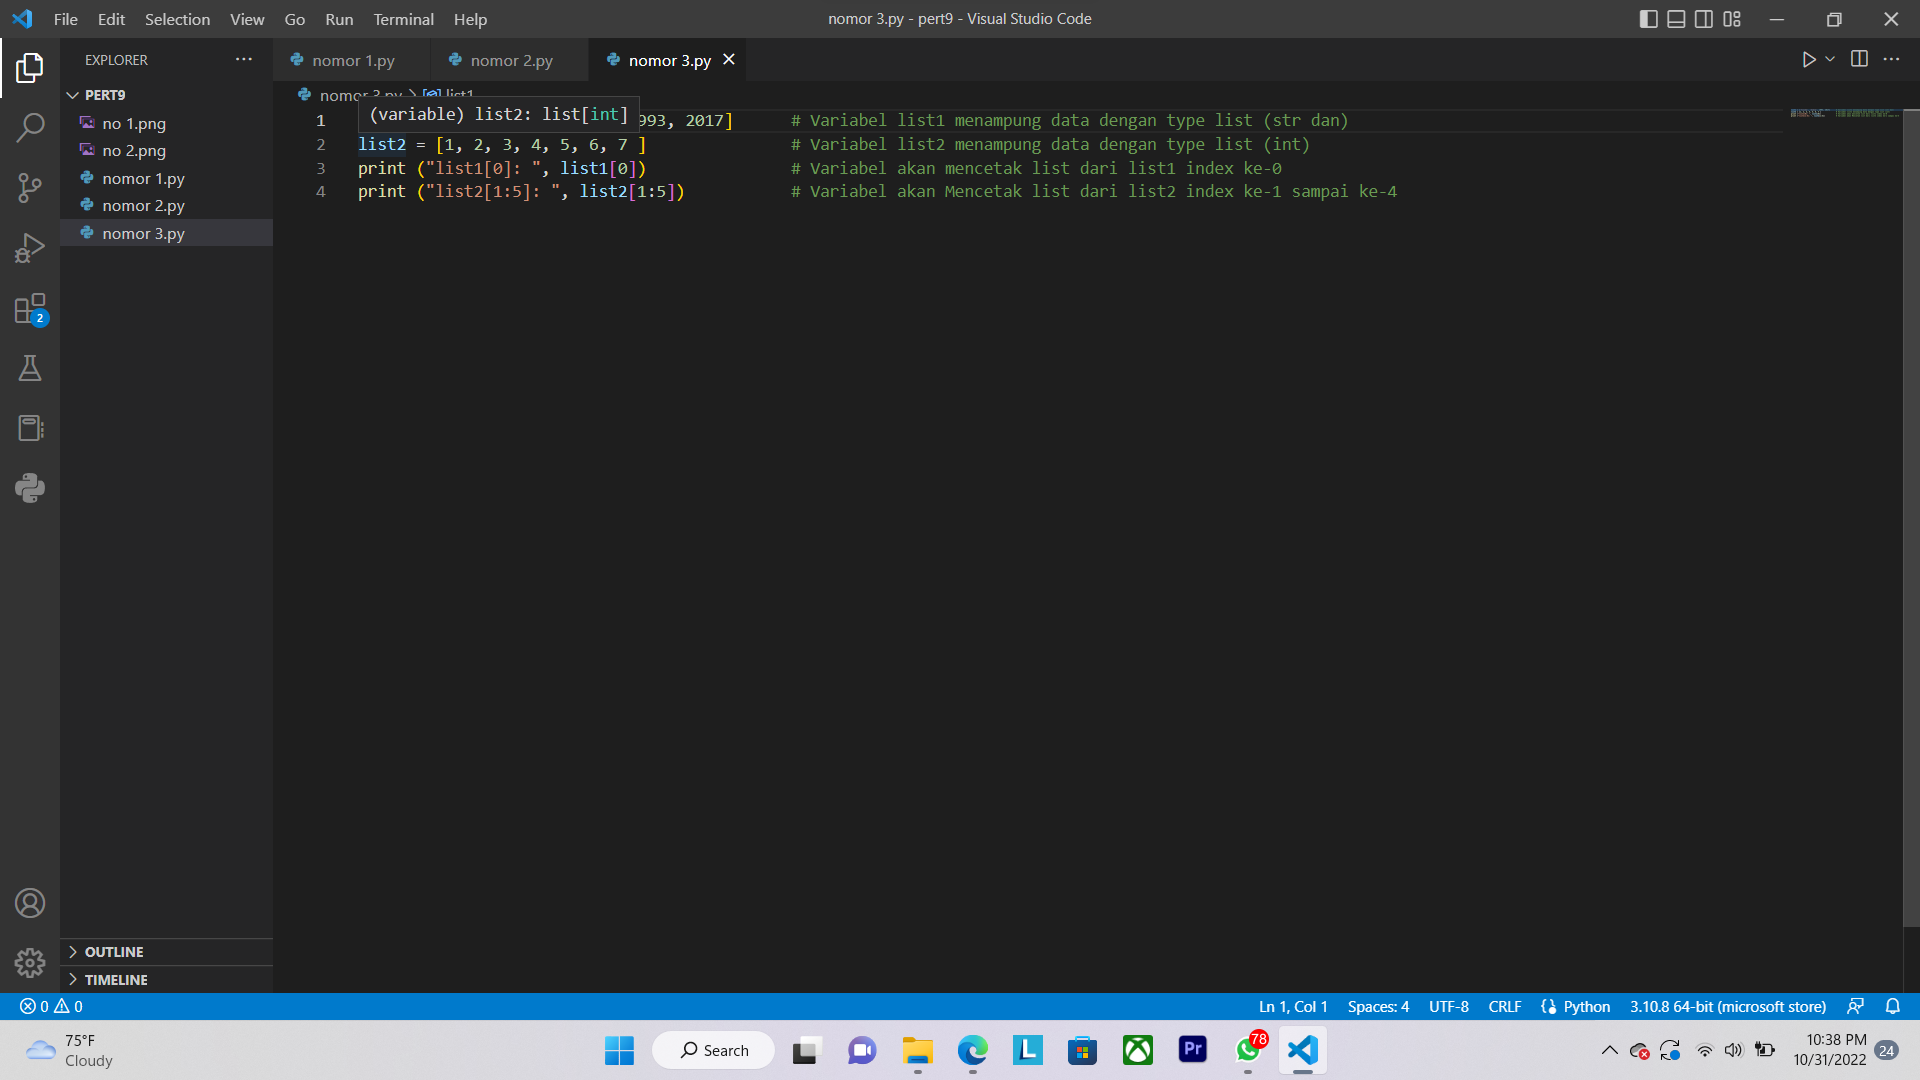 File Edit Selection View Go Run Terminal Help
nomor 3.py - pert9 - Visual Studio Code
EXPLORER
nomor 1.py
nomor 2.py
nomor 3.py
PERT9
no 1.png
no 2.png
nomor 1.py
nomor 2.py
nomor 3.py
nomor 3.py > list1
(variable) list2: list[int]
1 993, 2017] # Variabel list1 menampung data dengan type list (str dan)
2 list2 = [1, 2, 3, 4, 5, 6, 7 ] # Variabel list2 menampung data dengan type list (int)
3 print ("list1[0]: ", list1[0]) # Variabel akan mencetak list dari list1 index ke-0
4 print ("list2[1:5]: ", list2[1:5]) # Variabel akan Mencetak list dari list2 index ke-1 sampai ke-4
2
OUTLINE
TIMELINE
0 0
Ln 1, Col 1 Spaces: 4 UTF-8 CRLF Python 3.10.8 64-bit (microsoft store)
75°F
Cloudy
Search
L
Pr
78
10:38 PM
10/31/2022
24